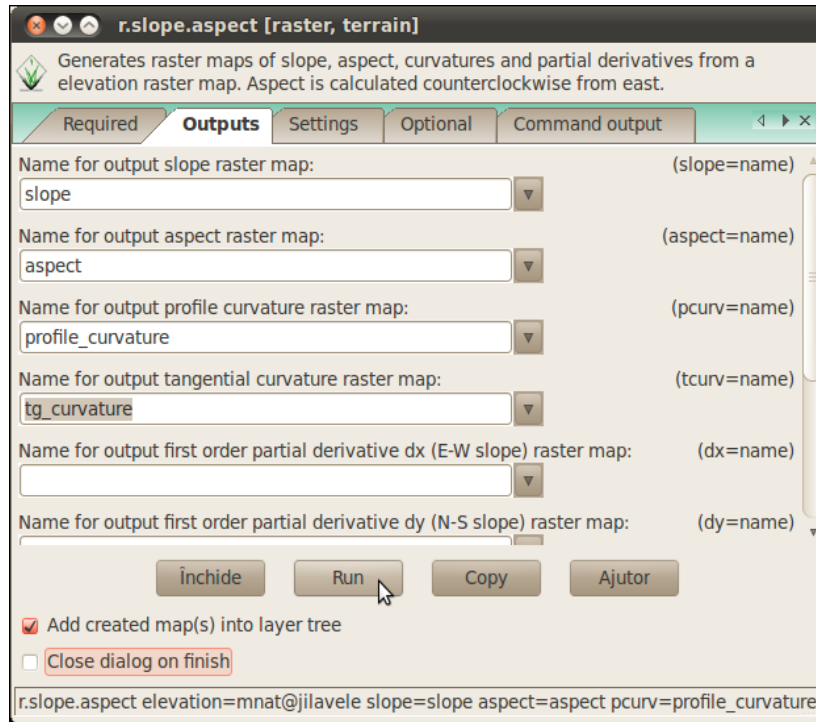 r.slope.aspect [raster, terrain]
Generates raster maps of slope, aspect, curvatures and partial derivatives from a
elevation raster map. Aspect is calculated counterclockwise from east.
Required Outputs Settings Optional Command output
Name for output slope raster map: (slope=name)
slope
Name for output aspect raster map: (aspect=name)
aspect
Name for output profile curvature raster map: (pcurv=name)
profile_curvature
Name for output tangential curvature raster map: (tcurv=name)
tg_curvature
Name for output first order partial derivative dx (E-W slope) raster map: (dx=name)
Name for output first order partial derivative dy (N-S slope) raster map: (dy=name)
Închide Run Copy Ajutor
Add created map(s) into layer tree
Close dialog on finish
r.slope.aspect elevation=mnat@jilavele slope=slope aspect=aspect pcurv=profile_curvature